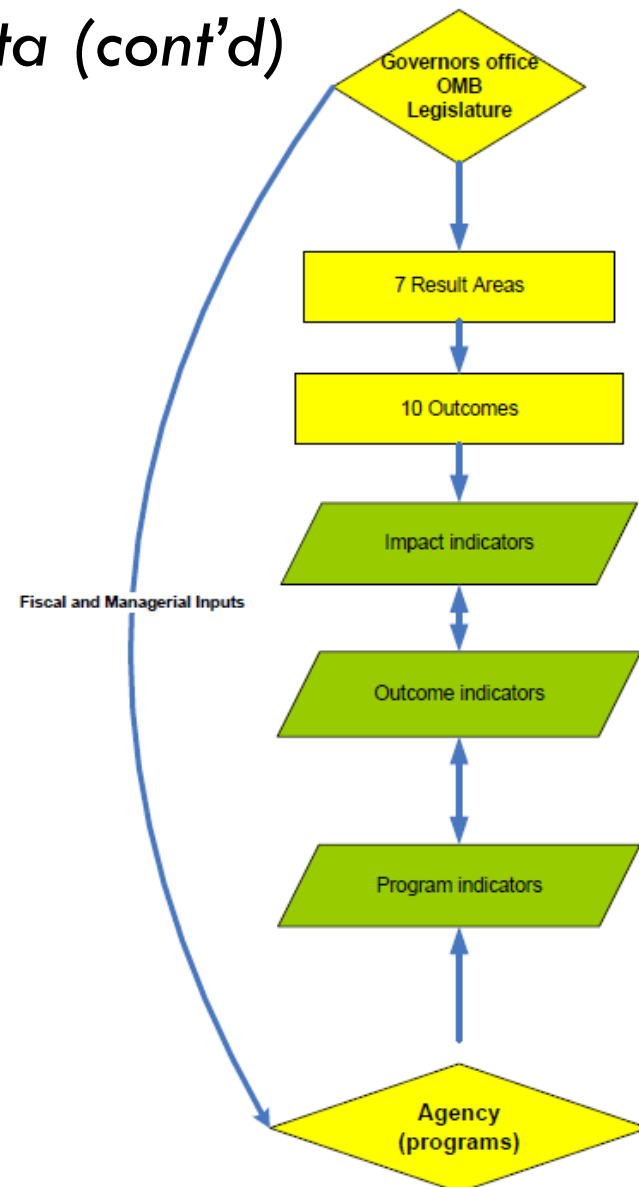 ta (cont'd)
Governors office
OMB
Legislature
7 Result Areas
10 Outcomes
Impact indicators
Fiscal and Managerial Inputs
Outcome indicators
Program indicators
Agency
(programs)